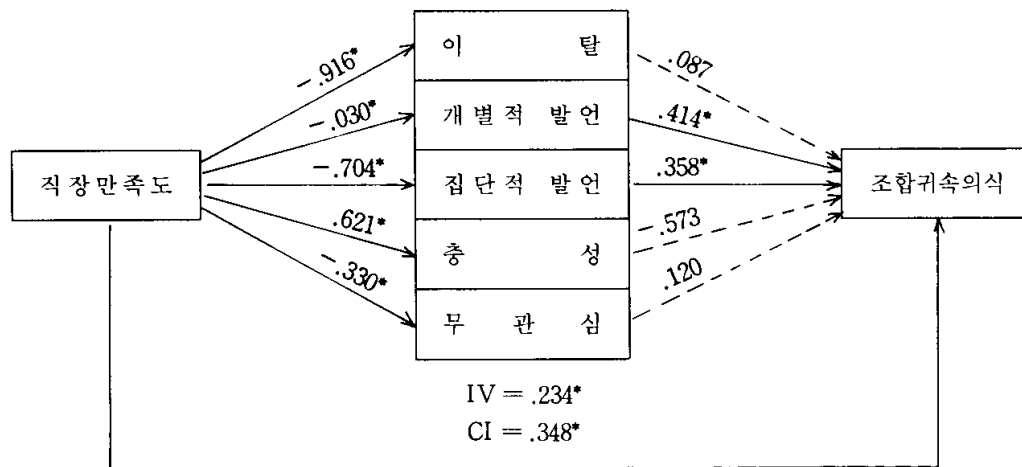 이 탈
-.916*
.087
개별적 발언
-.030*
.414*
직장만족도
-.704*
집단적 발언
.358*
조합귀속의식
.621*
충 성
-.573
-.330*
무 관 심
.120
IV = .234*
CI = .348*